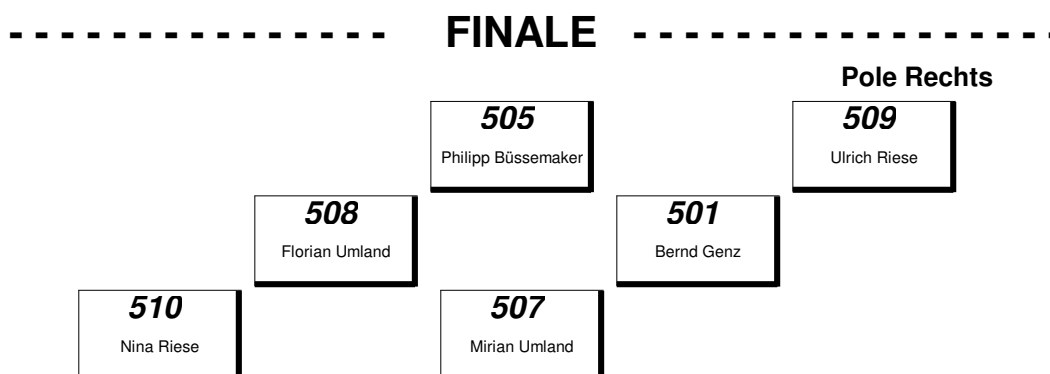 FINALE
Pole Rechts
505
Philipp Büssemaker
509
Ulrich Riese
508
Florian Umland
501
Bernd Genz
510
Nina Riese
507
Mirian Umland